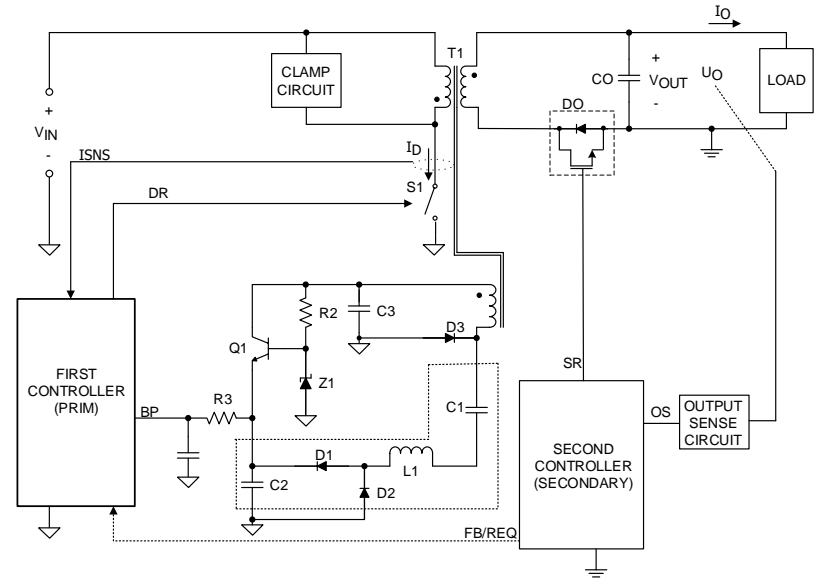 IO
T1
CLAMP
CIRCUIT
CO
+
VOUT
-
UO
LOAD
DO
+
VIN
-
ISNS
ID
S1
DR
R2
C3
D3
Q1
Z1
FIRST
CONTROLLER
(PRIM)
R3
BP
C1
SR
D1
L1
C2
D2
OS
OUTPUT
SENSE
CIRCUIT
SECOND
CONTROLLER
(SECONDARY)
FB/REQ